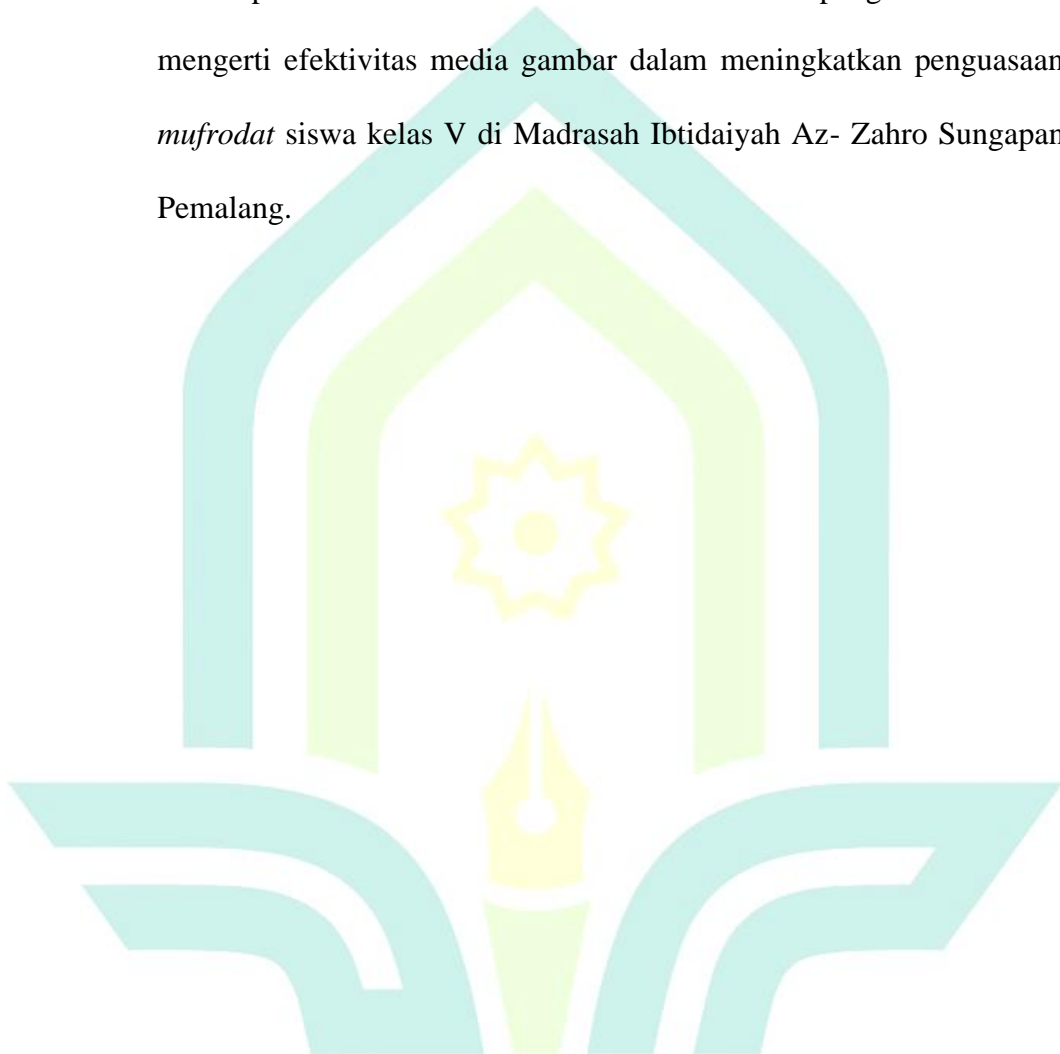 mengerti efektivitas media gambar dalam meningkatkan penguasaan
mufrodat siswa kelas V di Madrasah Ibtidaiyah Az- Zahro Sungapan
Pemalang.